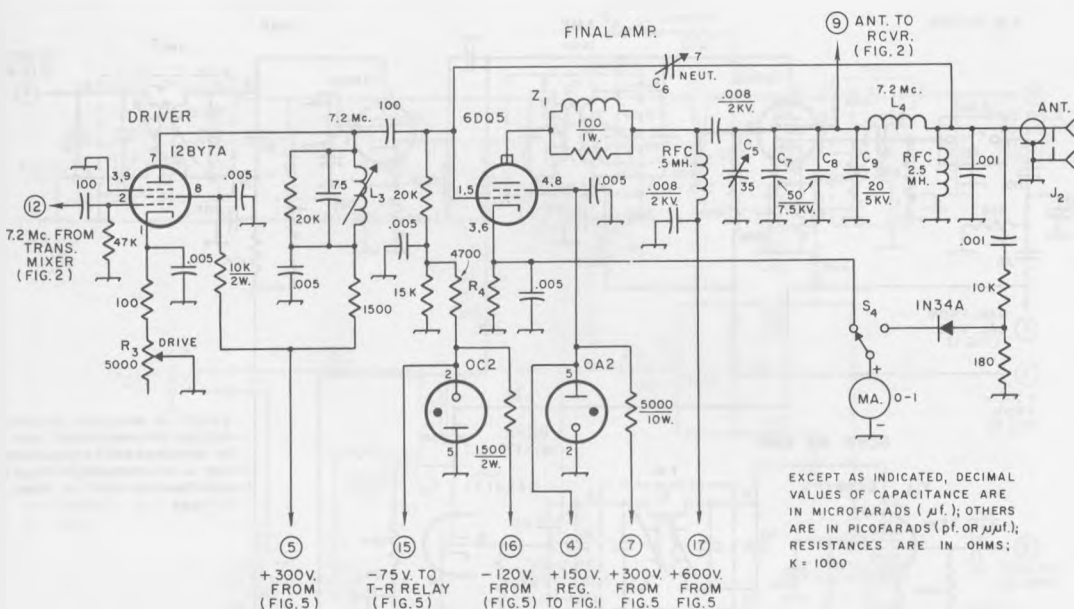 FINAL AMP.
9
ANT. TO
RCVR.
(FIG. 2)
C6
7
NEUT.
DRIVER
12BY7A
7
3,9
2
8
1
100
12
7.2 Mc. FROM
TRANS.
MIXER
(FIG. 2)
47K
.005
100
R3
5000
DRIVE
10K
2W.
.005
7.2 Mc.
75
L3
20K
.005
1500
100
20K
.005
15K
4700
6DQ5
1,5
4,8
3,6
Z1
100
1W.
.005
R4
.005
.008
2KV.
RFC
.5 MH.
.008
2KV.
C5
35
C7
50
7.5KV.
C8
C9
20
5KV.
7.2 Mc.
L4
RFC
2.5
MH.
.001
ANT.
J2
.001
10K
180
1N34A
S4
+
MA.
0-1
-
OC2
2
5
1500
2W.
OA2
5
2
5000
10W.
5
+300V.
FROM
(FIG.5)
15
-75V. TO
T-R RELAY
(FIG.5)
16
-120V.
FROM
(FIG.5)
4
+150V.
REG.
TO FIG.1
7
+300V
FROM
FIG.5
17
+600V.
FROM
FIG.5
EXCEPT AS INDICATED, DECIMAL
VALUES OF CAPACITANCE ARE
IN MICROFARADS (μf.); OTHERS
ARE IN PICOFARADS (pf. OR μμf.);
RESISTANCES ARE IN OHMS;
K = 1000